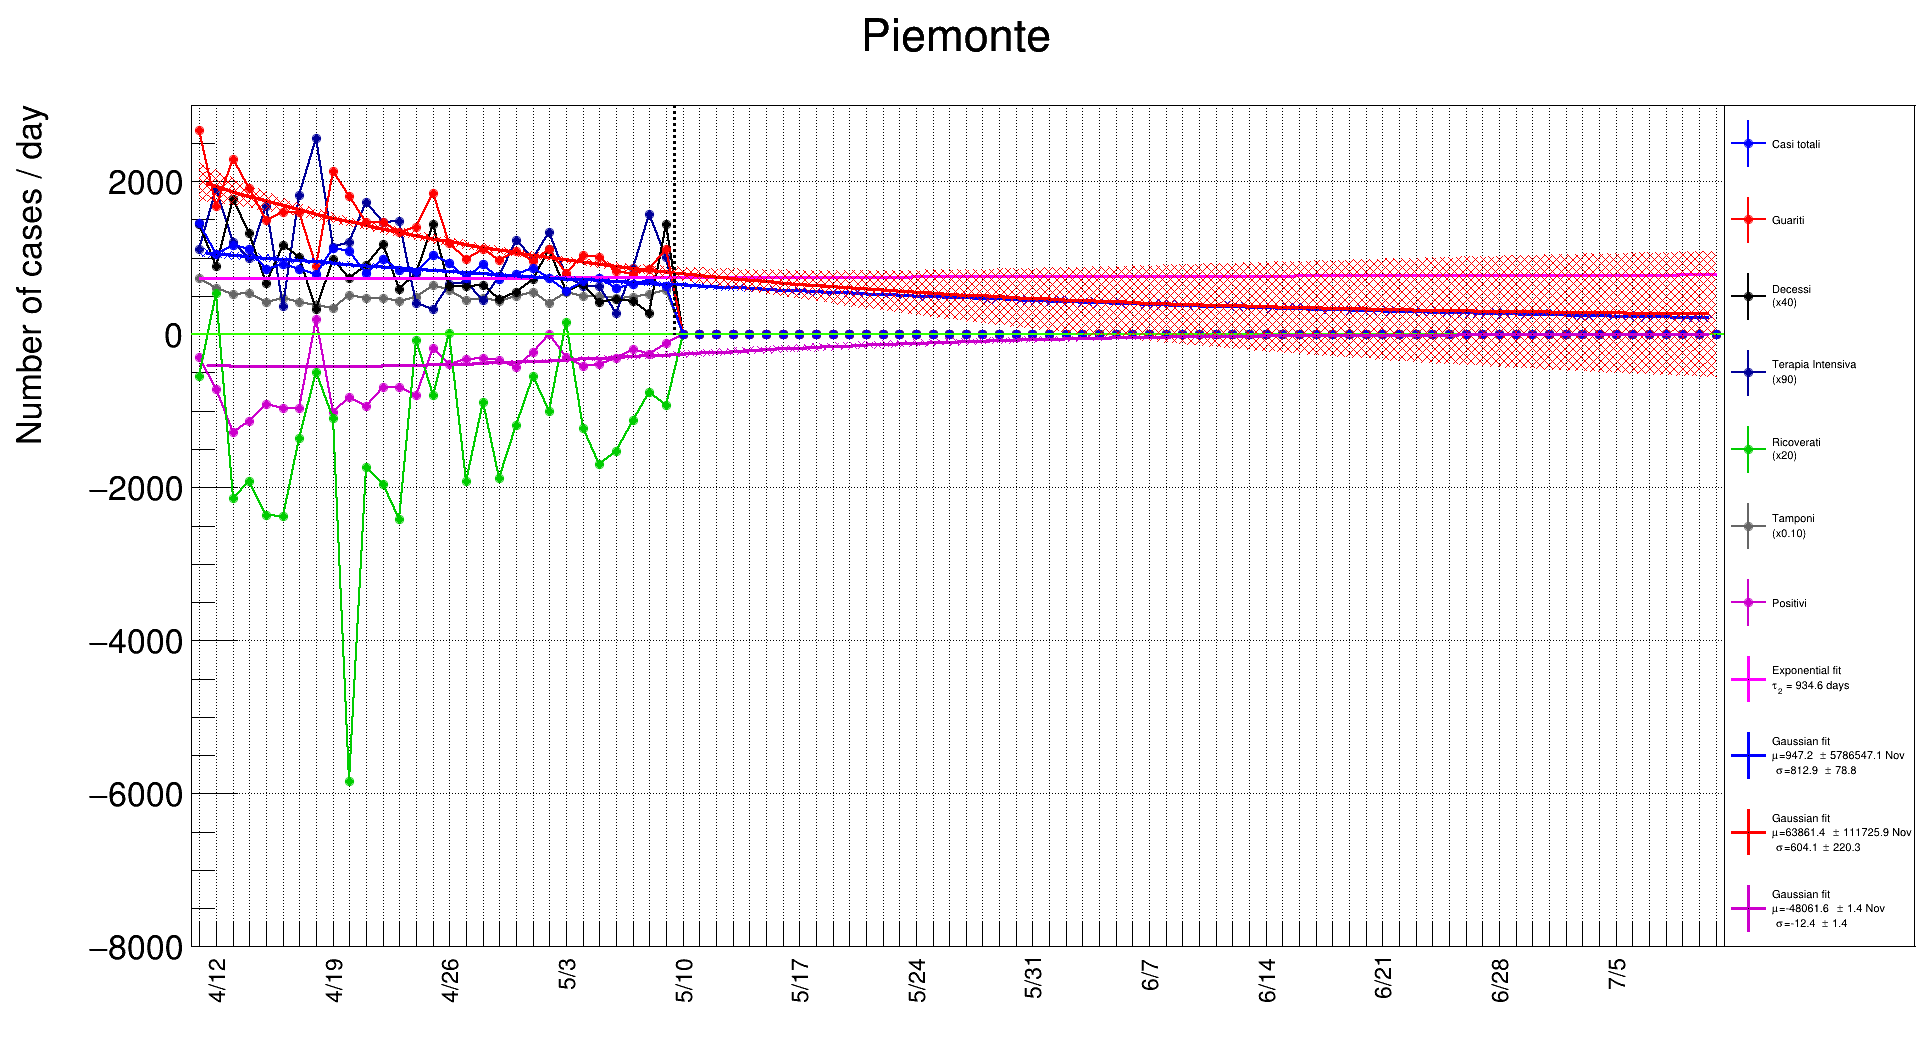 Piemonte
Number of cases / day
2000
0
−2000
−4000
−6000
−8000
4/12
4/19
4/26
5/3
5/10
5/17
5/24
5/31
6/7
6/14
6/21
6/28
7/5
Casi totali
Guariti
Decessi
(x40)
Terapia Intensiva
(x90)
Ricoverati
(x20)
Tamponi
(x0.10)
Positivi
Exponential fit
τ2 = 934.6 days
Gaussian fit
μ=947.2 ± 5786547.1 Nov
σ=812.9 ± 78.8
Gaussian fit
μ=63861.4 ± 111725.9 Nov
σ=604.1 ± 220.3
Gaussian fit
μ=-48061.6 ± 1.4 Nov
σ=-12.4 ± 1.4